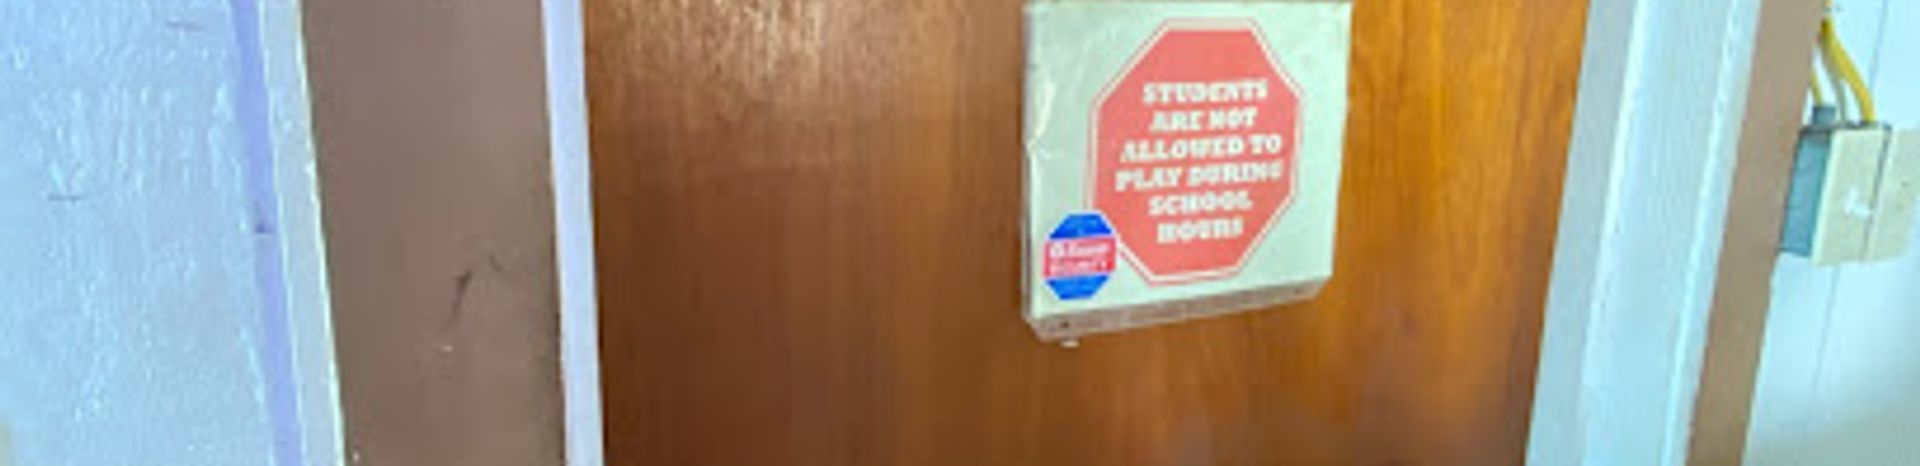 STUDENTS
ARE NOT
ALLOWED TO
PLAY DURING
SCHOOL
HOURS